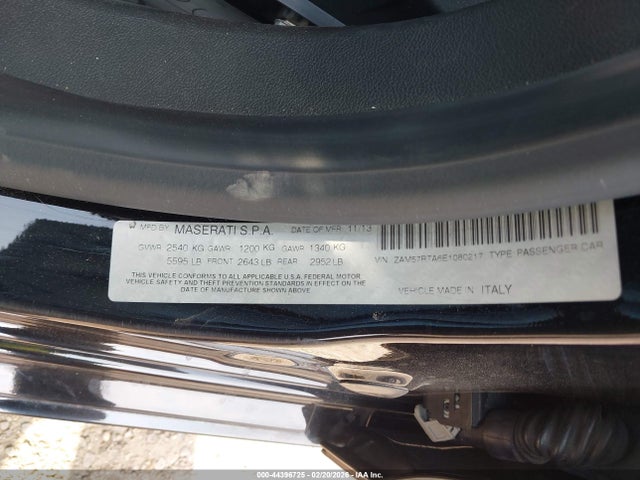 MFD BY MASERATI S.P.A. DATE OF MFR. 11.13
GVWR 2540 KG GAWR 1200 KG GAWR 1340 KG
5595 LB FRONT 2643 LB REAR 2952 LB
THIS VEHICLE CONFORMS TO ALL APPLICABLE U.S.A. FEDERAL MOTOR
VEHICLE SAFETY AND THEFT PREVENTION STANDARDS IN EFFECT ON THE
DATE OF MANUFACTURE SHOWN ABOVE.
V.I.N. ZAM57RTA6E1080217 TYPE: PASSENGER CAR
VEHICLE MADE IN ITALY
000-44396725 - 02/20/2026 - IAA Inc.